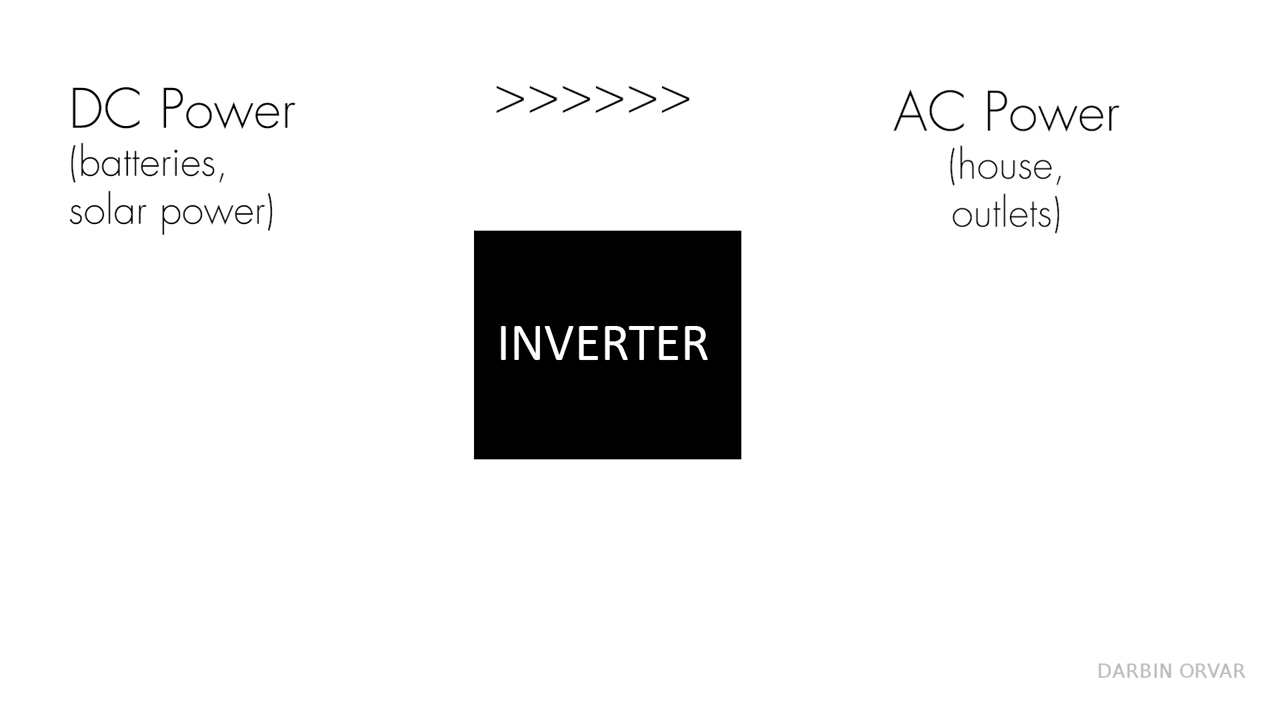 DC Power
(batteries,
solar power)
>>>>>>
AC Power
(house,
outlets)
INVERTER
DARBIN ORVAR